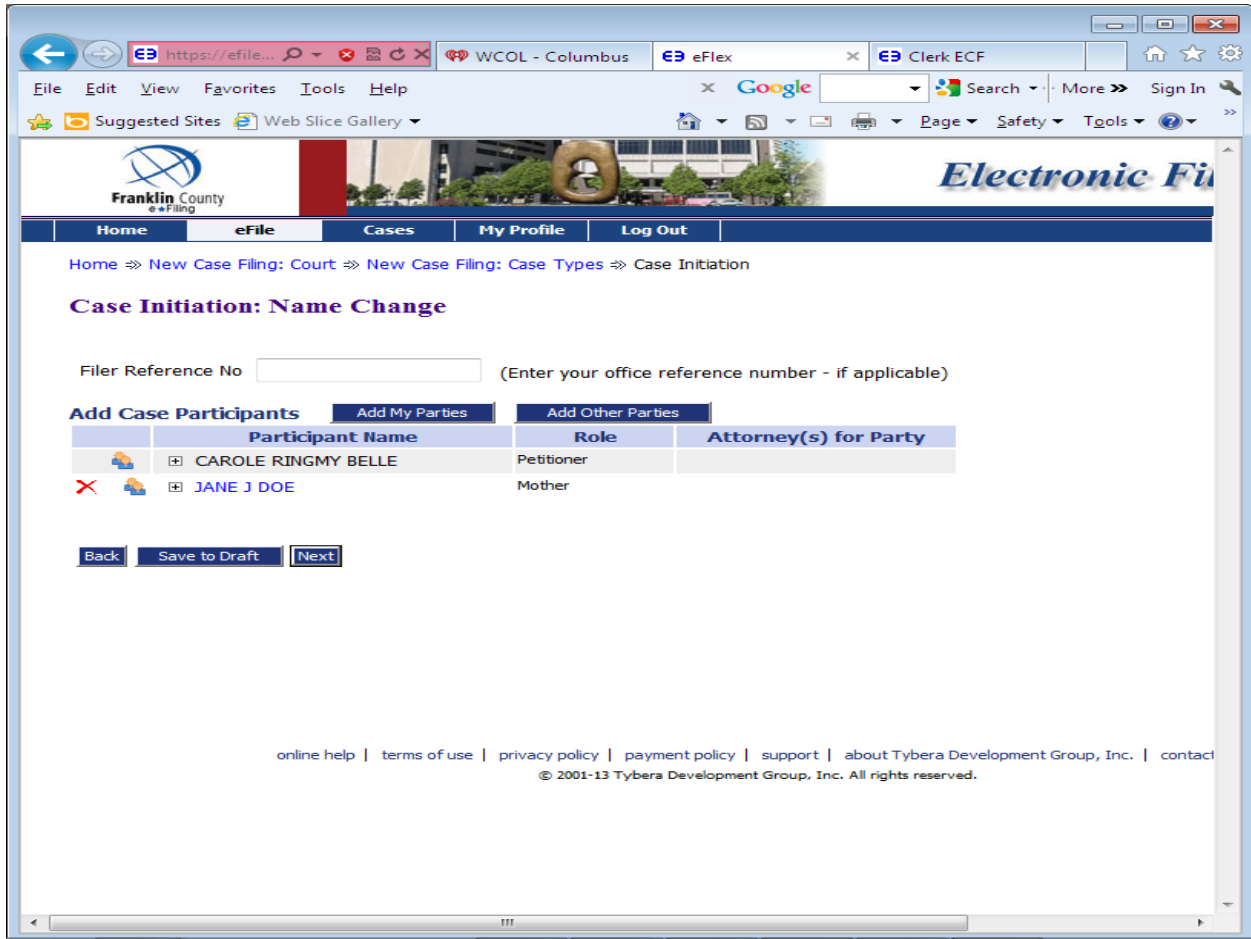 https://efile...
WCOL - Columbus
eFlex
Clerk ECF
File Edit View Favorites Tools Help
Google
Search
More
Sign In
Suggested Sites
Web Slice Gallery
Page
Safety
Tools
Franklin County
e★Filing
Electronic Fi
Home eFile Cases My Profile Log Out
Home ⇒ New Case Filing: Court ⇒ New Case Filing: Case Types ⇒ Case Initiation
Case Initiation: Name Change
Filer Reference No (Enter your office reference number - if applicable)
Add Case Participants Add My Parties Add Other Parties
Participant Name Role Attorney(s) for Party
CAROLE RINGMY BELLE Petitioner
JANE J DOE Mother
Back Save to Draft Next
online help | terms of use | privacy policy | payment policy | support | about Tybera Development Group, Inc. | contact
© 2001-13 Tybera Development Group, Inc. All rights reserved.